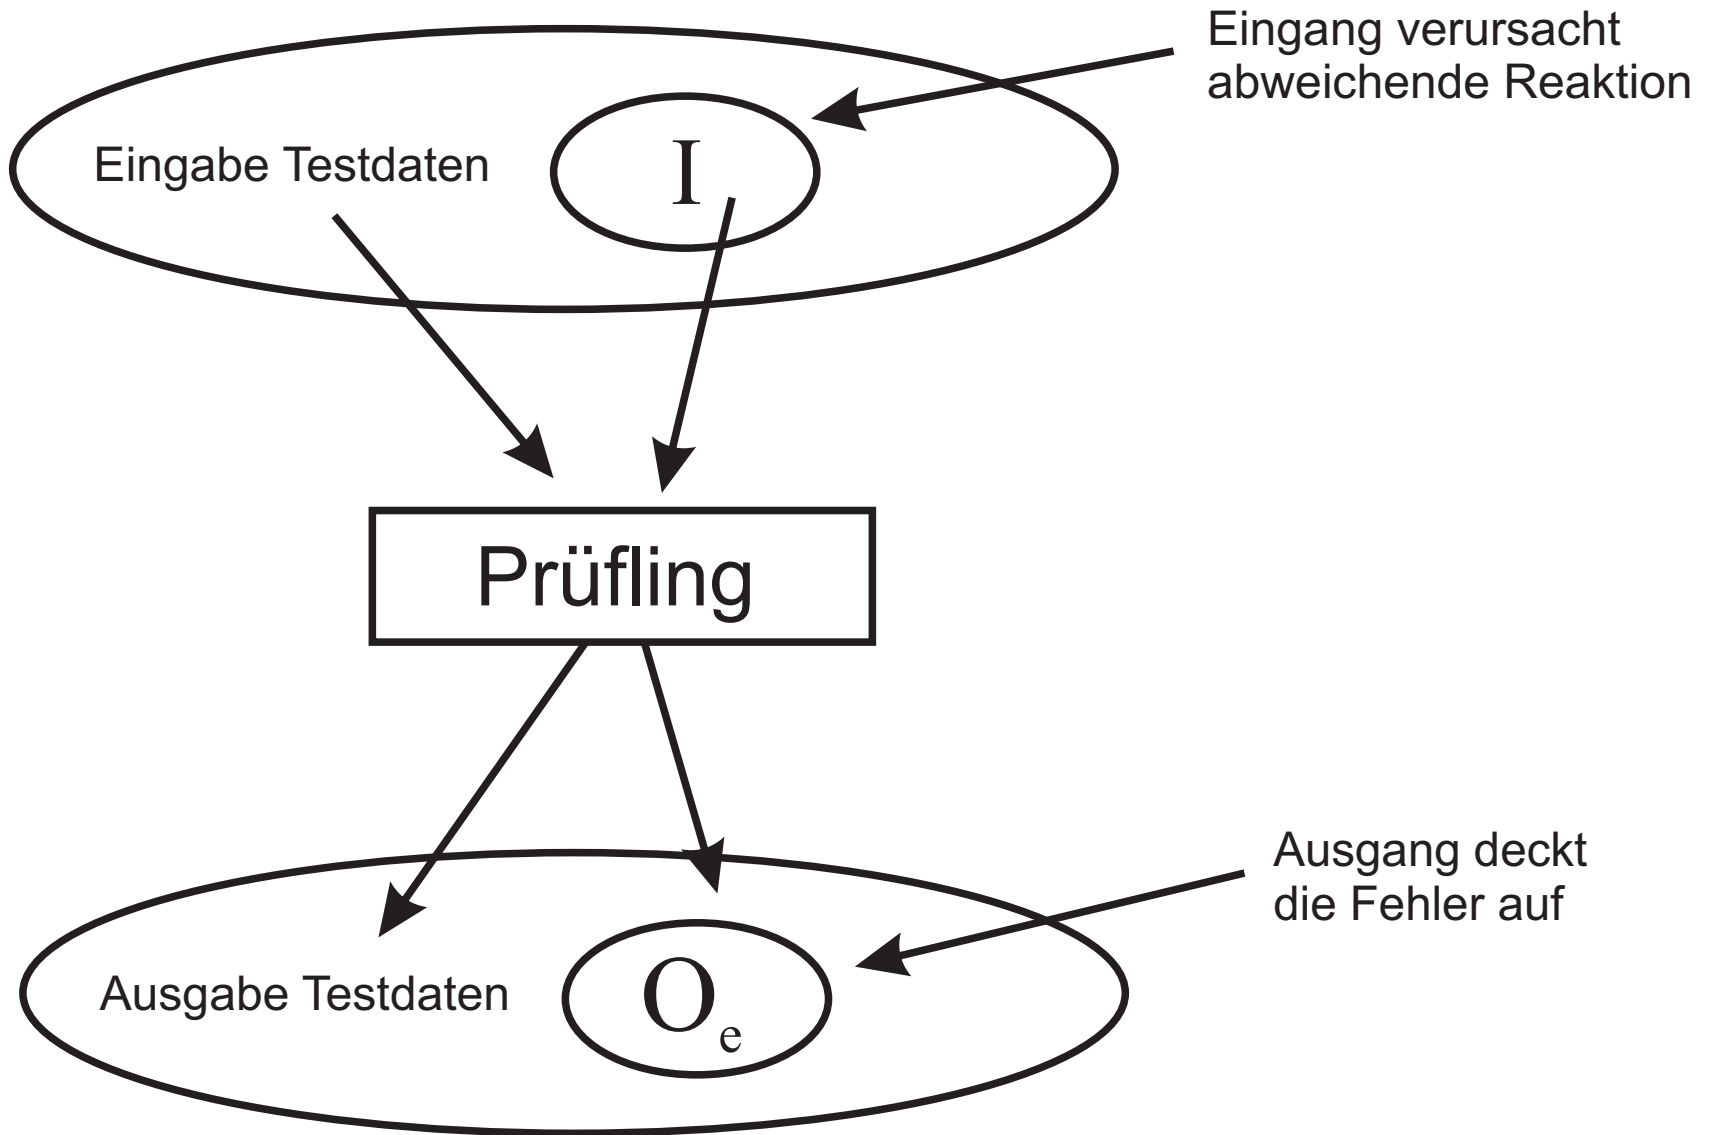 Eingang verursacht
abweichende Reaktion
Eingabe Testdaten
I
Prüfling
Ausgang deckt
die Fehler auf
Ausgabe Testdaten
Oe